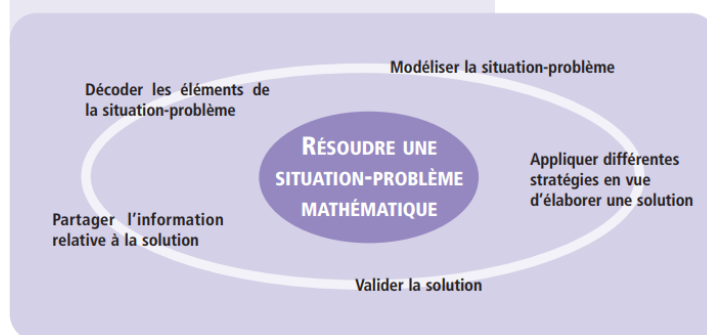 Modéliser la situation-problème
Décoder les éléments de
la situation-problème
RÉSOUDRE UNE
SITUATION-PROBLÈME
MATHÉMATIQUE
Appliquer différentes
stratégies en vue
d'élaborer une solution
Partager l'information
relative à la solution
Valider la solution